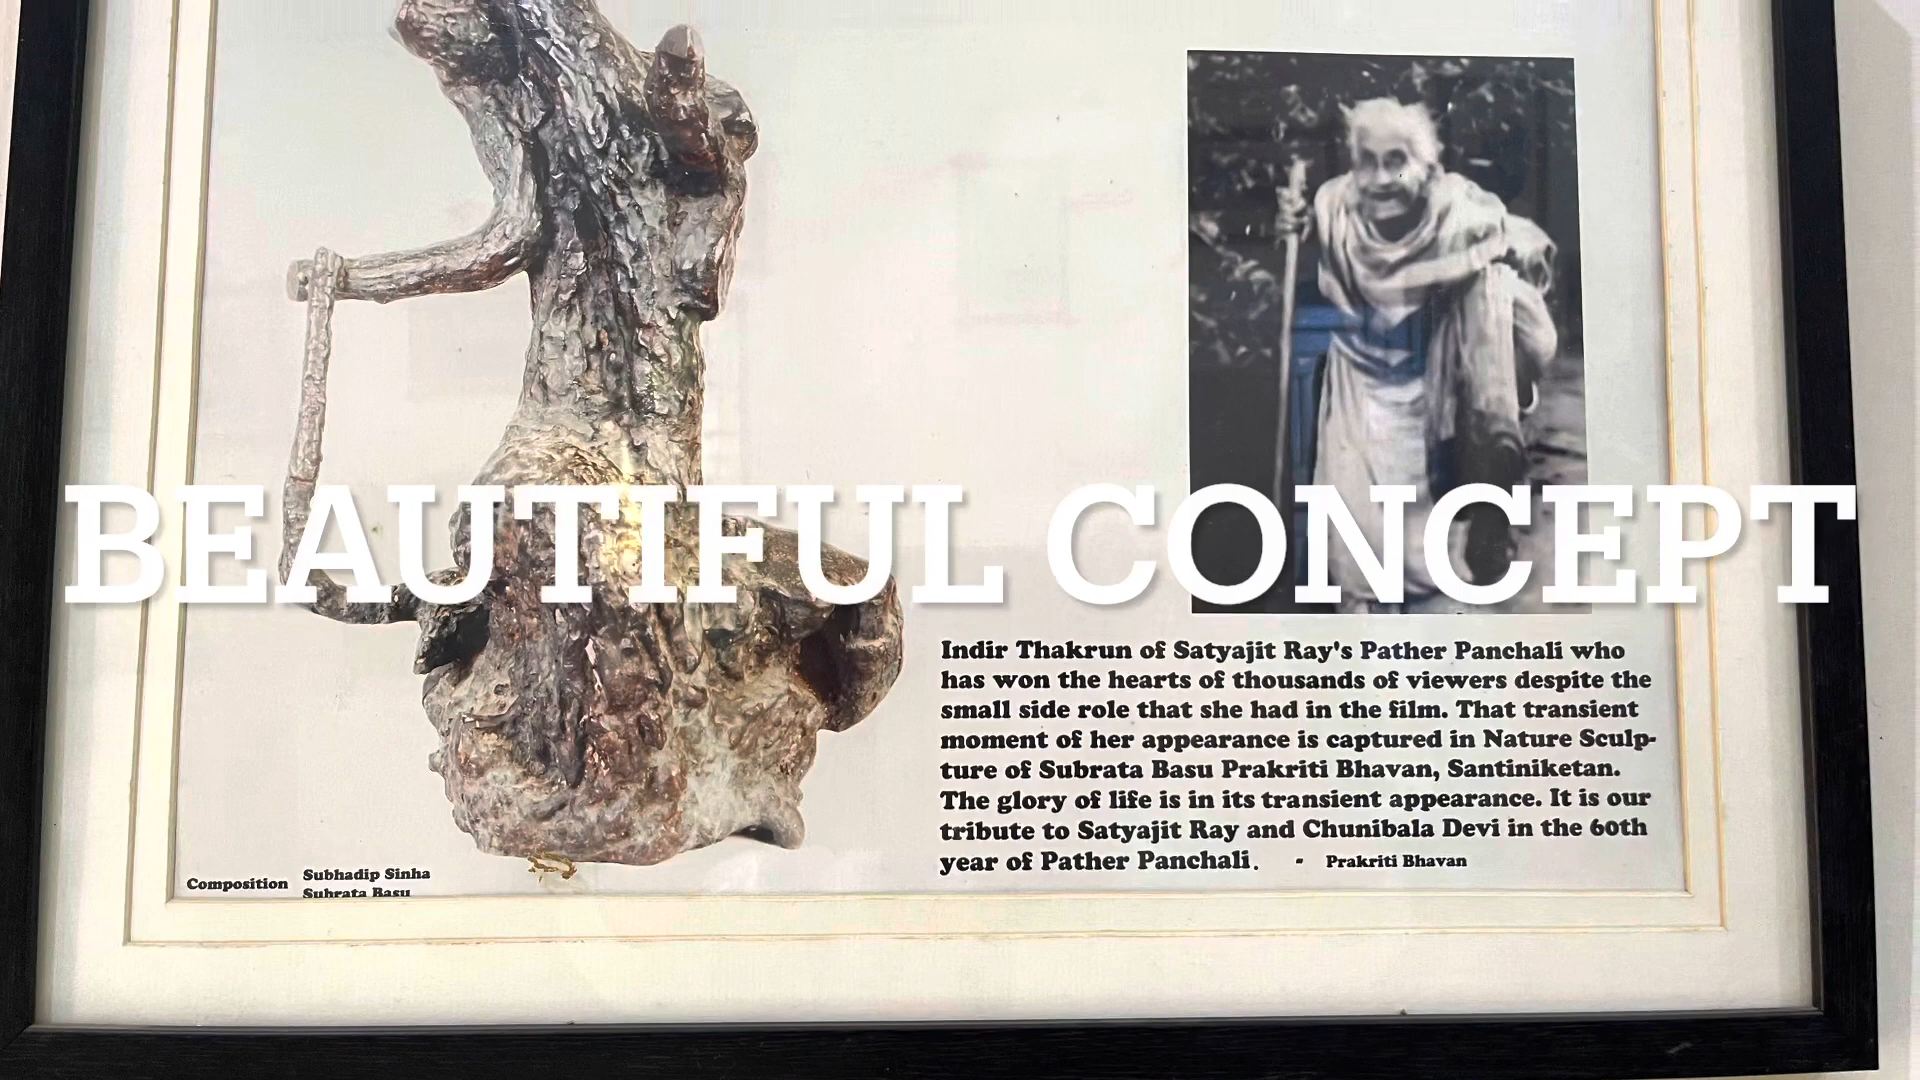 BEAUTIFUL CONCEPT
Indir Thakrun of Satyajit Ray's Pather Panchali who
has won the hearts of thousands of viewers despite the
small side role that she had in the film. That transient
moment of her appearance is captured in Nature Sculp-
ture of Subrata Basu Prakriti Bhavan, Santiniketan.
The glory of life is in its transient appearance. It is our
tribute to Satyajit Ray and Chunibala Devi in the 60th
year of Pather Panchali. - Prakriti Bhavan
Composition Subhadip Sinha
Subrata Basu